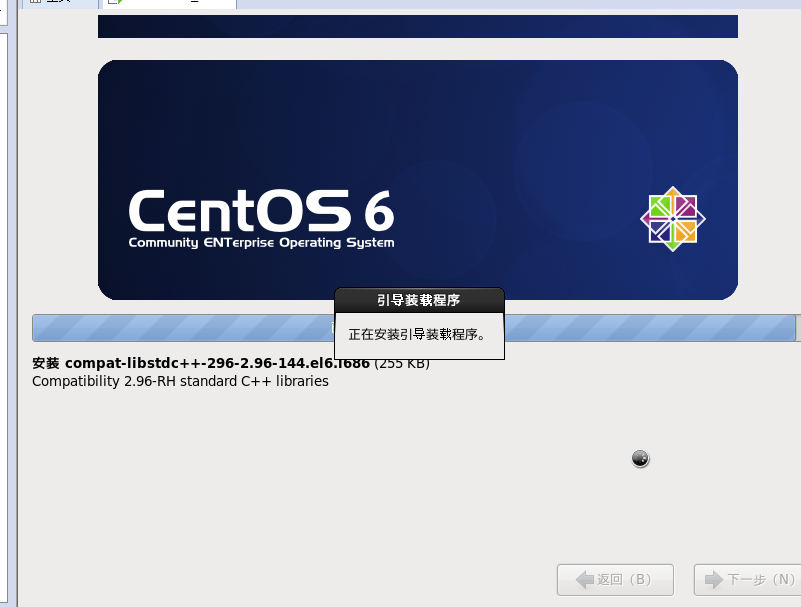 CentOS 6
Community ENTerprise Operating System
引导装载程序
正在安装引导装载程序。
安装 compat-libstdc++-296-2.96-144.el6.i686 (255 KB)
Compatibility 2.96-RH standard C++ libraries
返回（B）
下一步（N）